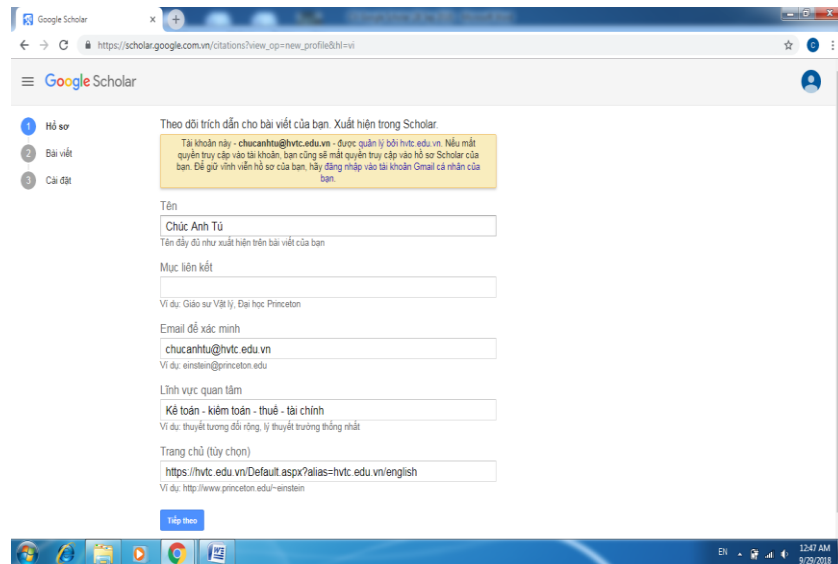 Google Scholar
https://scholar.google.com.vn/citations?view_op=new_profile&hl=vi
C
Google Scholar
1 Hồ sơ
2 Bài viết
3 Cài đặt
Theo dõi trích dẫn cho bài viết của bạn. Xuất hiện trong Scholar.
Tài khoản này - chucanhtu@hvtc.edu.vn - được quản lý bởi hvtc.edu.vn. Nếu mất
quyền truy cập vào tài khoản, bạn cũng sẽ mất quyền truy cập vào hồ sơ Scholar của
bạn. Để giữ vĩnh viễn hồ sơ của bạn, hãy đăng nhập vào tài khoản Gmail cá nhân của
bạn.
Tên
Chúc Anh Tú
Tên đầy đủ như xuất hiện trên bài viết của bạn
Mục liên kết
Ví dụ: Giáo sư Vật lý, Đại học Princeton
Email để xác minh
chucanhtu@hvtc.edu.vn
Ví dụ: einstein@princeton.edu
Lĩnh vực quan tâm
Kế toán - kiểm toán - thuế - tài chính
Ví dụ: thuyết tương đối rộng, lý thuyết trường thống nhất
Trang chủ (tùy chọn)
https://hvtc.edu.vn/Default.aspx?alias=hvtc.edu.vn/english
Ví dụ: http://www.princeton.edu/~einstein
Tiếp theo
EN
12:47 AM
9/29/2018